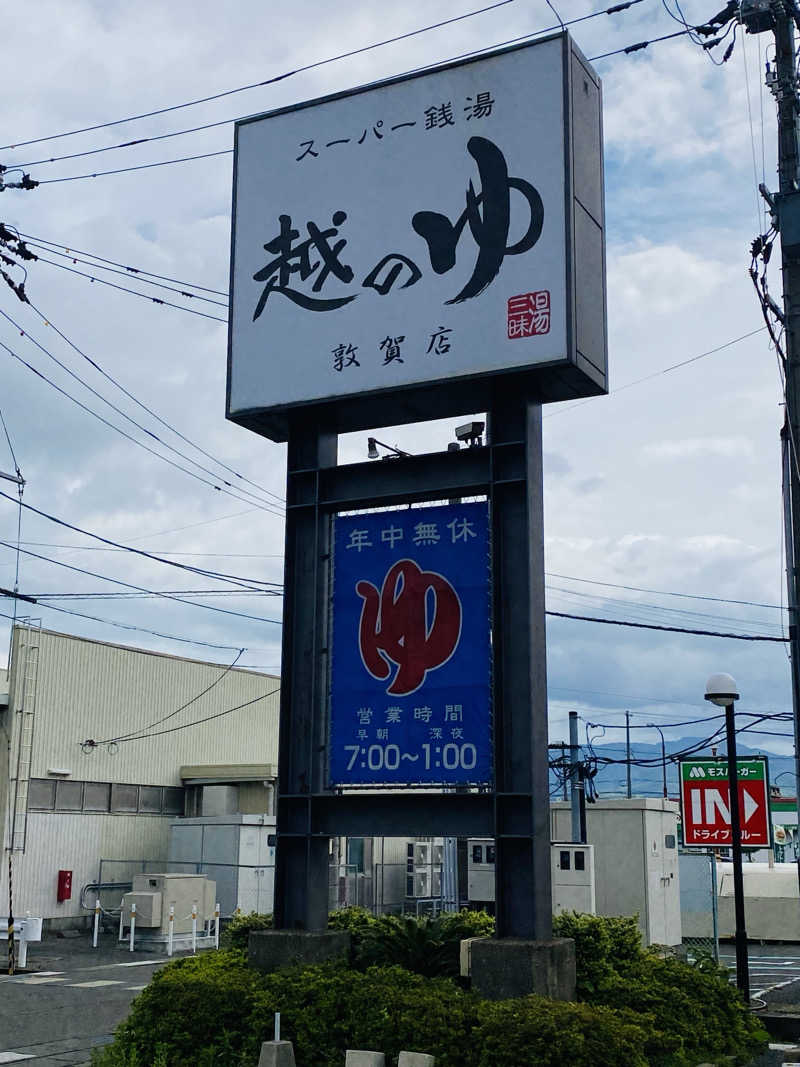 スーパー銭湯
越のゆ
湯三昧
敦賀店
年中無休
ゆ
営業時間
早朝 深夜
7:00~1:00
モスバーガー
IN
ドライブスルー